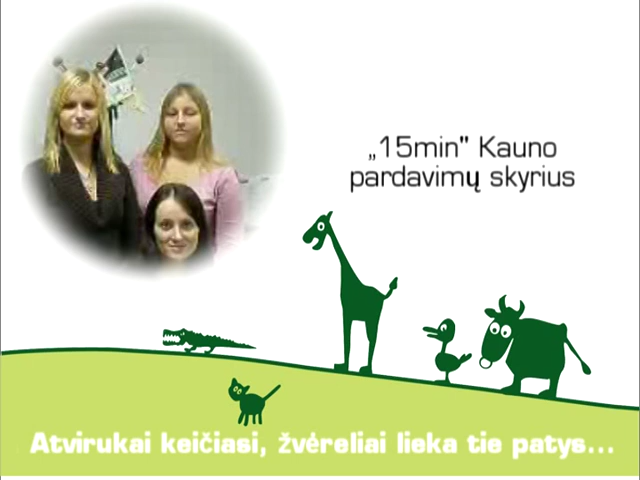 „15min" Kauno
pardavimų skyrius
Atvirukai keičiasi, žvėreliai lieka tie patys...